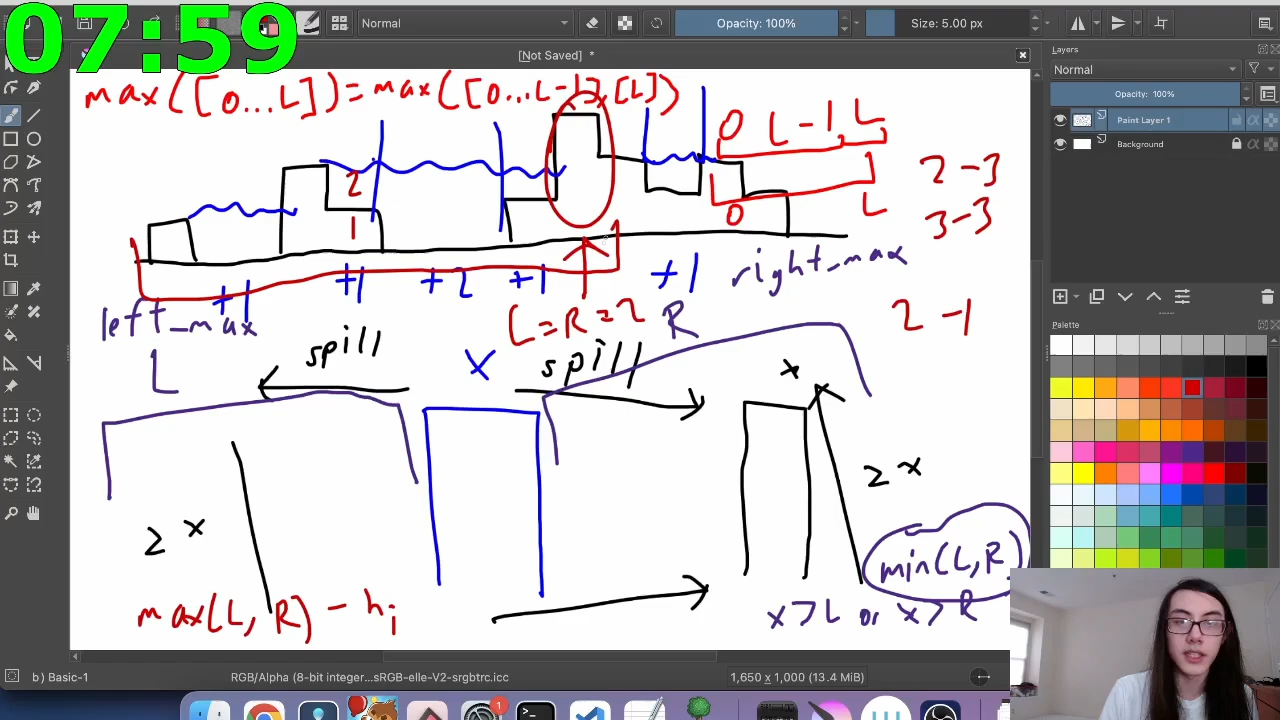 07:59
Normal
Opacity: 100%
Size: 5.00 px
[Not Saved] *
Layers
Normal
Opacity: 100%
Paint Layer 1
Background
max([0...L]) = max([0...L-1],[L])
0 L-1 L
2
1
0 L
2-3
3-3
2-1
+1 +1 +2 +1 +1
left_max
right_max
L=R=2
L
R
spill
X
spill
x
2 x
2 x
min(L,R)
x>L or x>R
max(L, R) - hi
Palette
b) Basic-1
RGB/Alpha (8-bit integer...sRGB-elle-V2-srgbtrc.icc
1,650 x 1,000 (13.4 MiB)
1